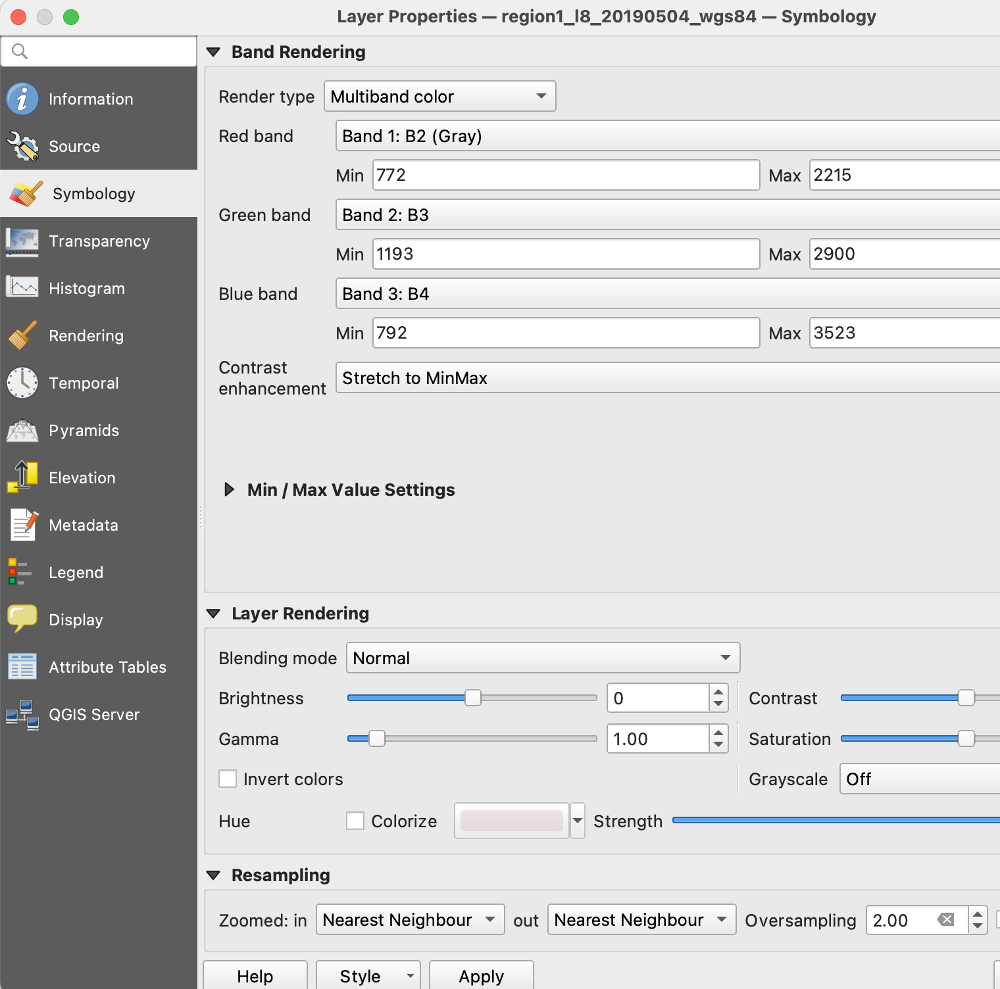 Layer Properties — region1_l8_20190504_wgs84 — Symbology
Information
Source
Symbology
Transparency
Histogram
Rendering
Temporal
Pyramids
Elevation
Metadata
Legend
Display
Attribute Tables
QGIS Server
Band Rendering
Render type Multiband color
Red band Band 1: B2 (Gray)
Min 772 Max 2215
Green band Band 2: B3
Min 1193 Max 2900
Blue band Band 3: B4
Min 792 Max 3523
Contrast
enhancement Stretch to MinMax
Min / Max Value Settings
Layer Rendering
Blending mode Normal
Brightness 0 Contrast
Gamma 1.00 Saturation
Invert colors Grayscale Off
Hue Colorize Strength
Resampling
Zoomed: in Nearest Neighbour out Nearest Neighbour Oversampling 2.00
Help Style Apply